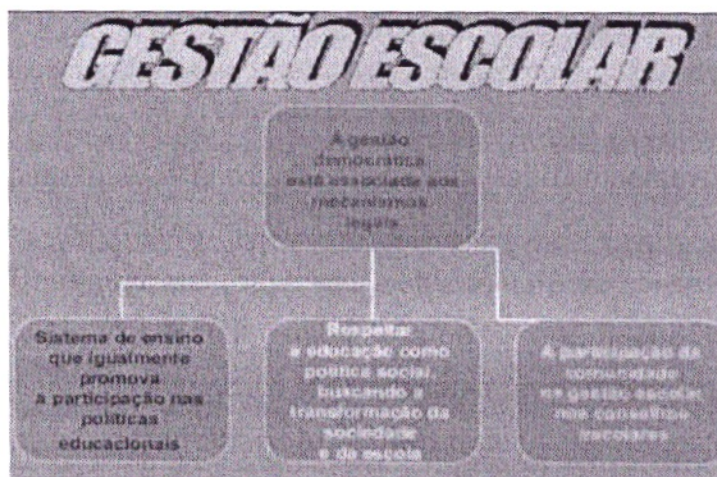 GESTÃO ESCOLAR
A gestão
democrática
está associada aos
mecanismos
legais
Sistema de ensino
que igualmente
promova
a participação nas
políticas
educacionais
Respeitar
a educação como
política social,
buscando a
transformação da
sociedade
e da escola
A participação da
comunidade
na gestão escolar
nos conselhos
escolares